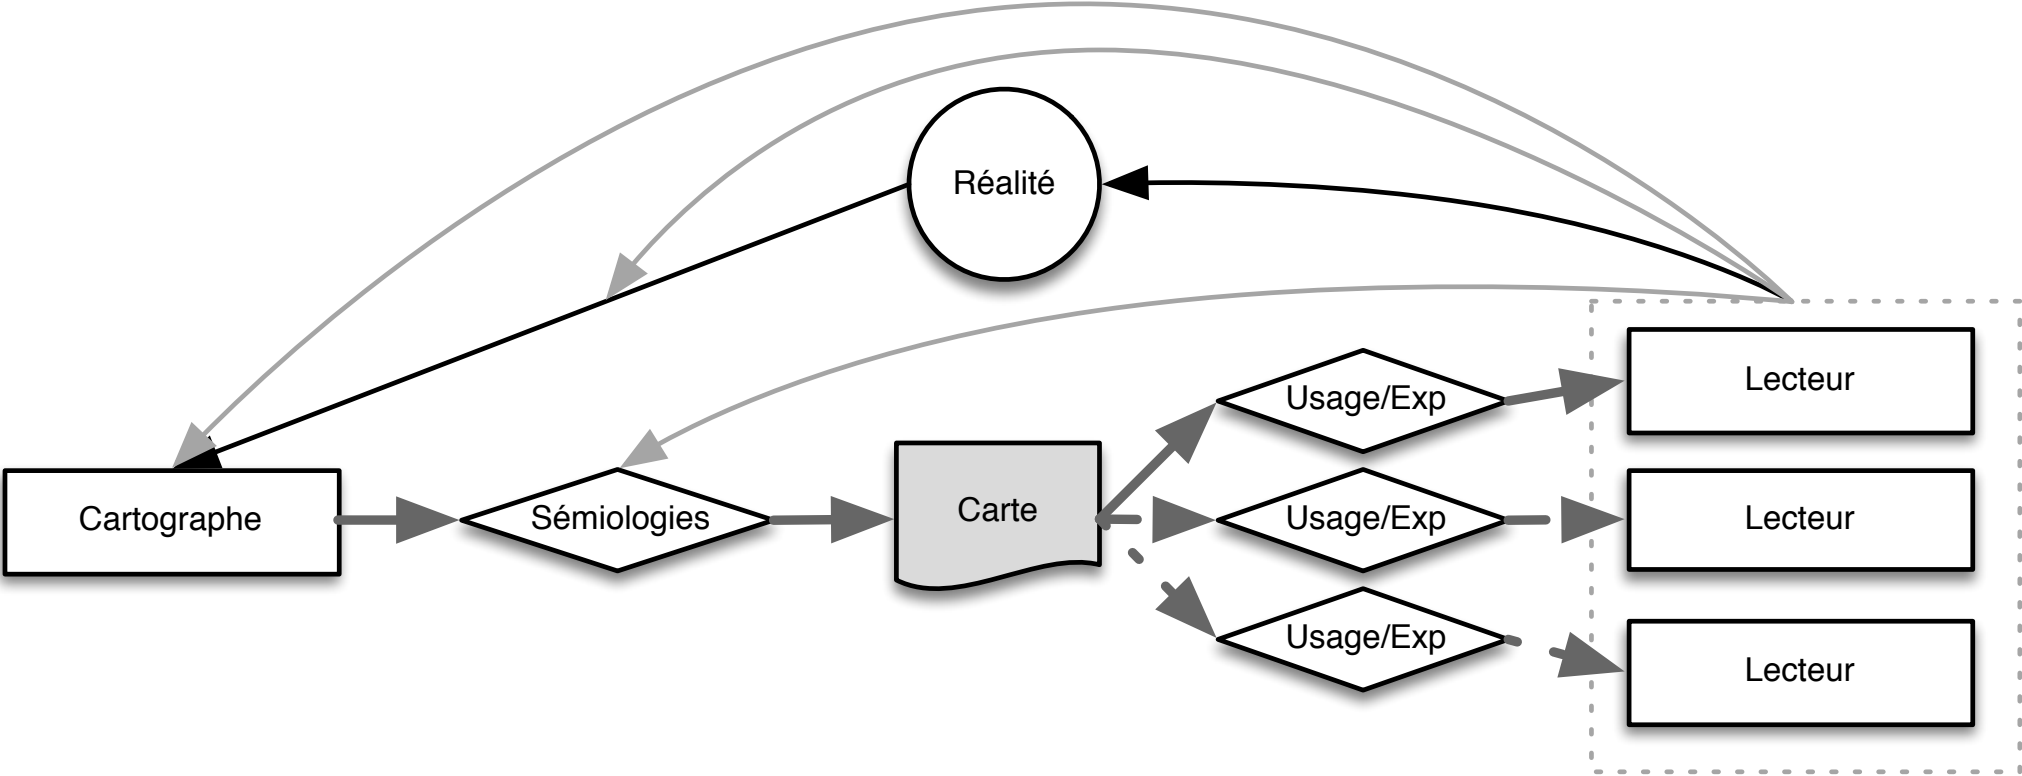 Réalité
Cartographe
Sémiologies
Carte
Usage/Exp
Lecteur
Usage/Exp
Lecteur
Usage/Exp
Lecteur